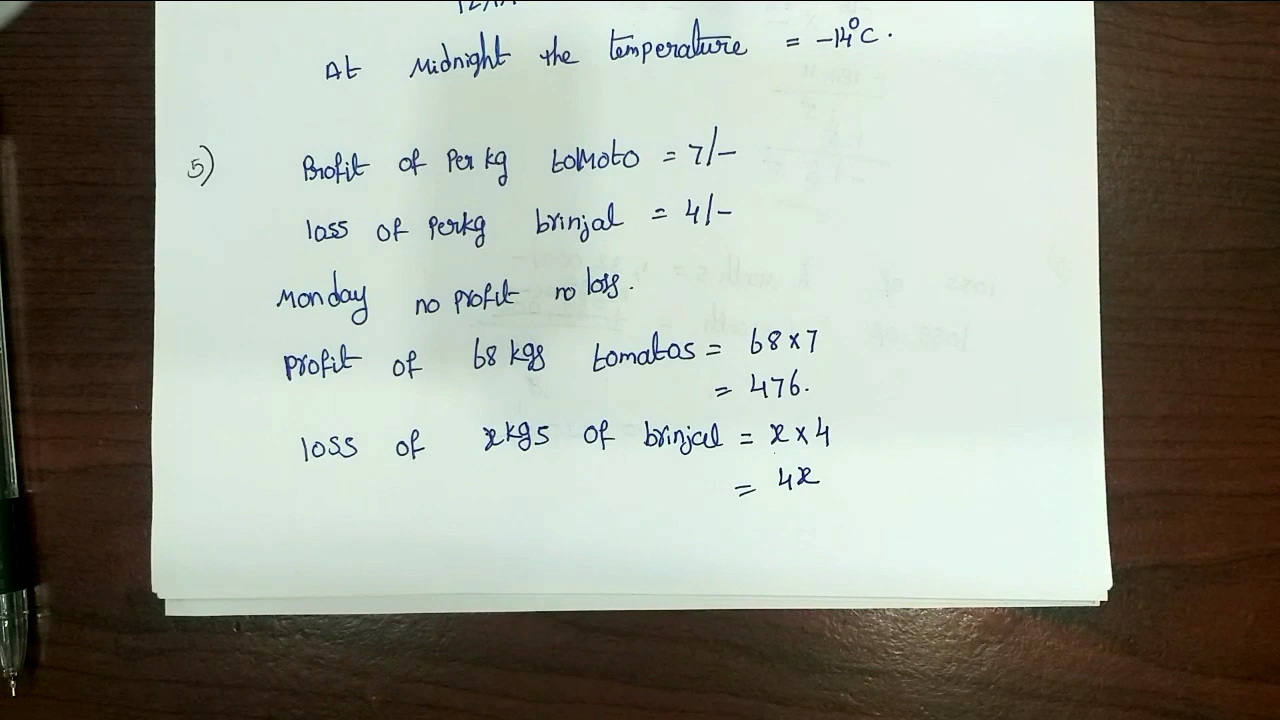 At Midnight the temperature = -14°C.
5) Profit of Per kg toMoto = 7/-
loss of Perkg brinjal = 4/-
Monday no profit no loss.
profit of 68 kgs tomatos = 68 × 7
= 476.
loss of x kgs of brinjal = x × 4
= 4x